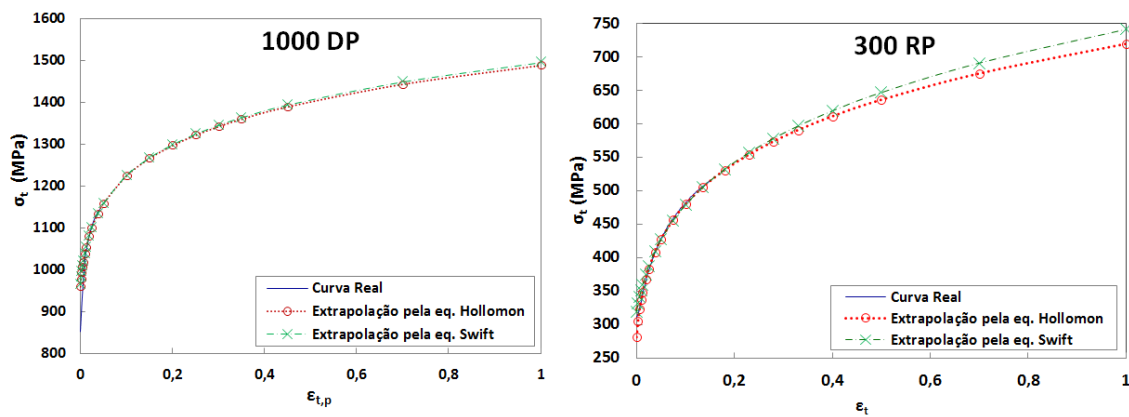 1000 DP
σt (MPa)
1600
1500
1400
1300
1200
1100
1000
900
800
0
0,2
0,4
0,6
0,8
1
εt,p
Curva Real
Extrapolação pela eq. Hollomon
Extrapolação pela eq. Swift
300 RP
σt (MPa)
750
700
650
600
550
500
450
400
350
300
250
0
0,2
0,4
0,6
0,8
1
εt
Curva Real
Extrapolação pela eq. Hollomon
Extrapolação pela eq. Swift